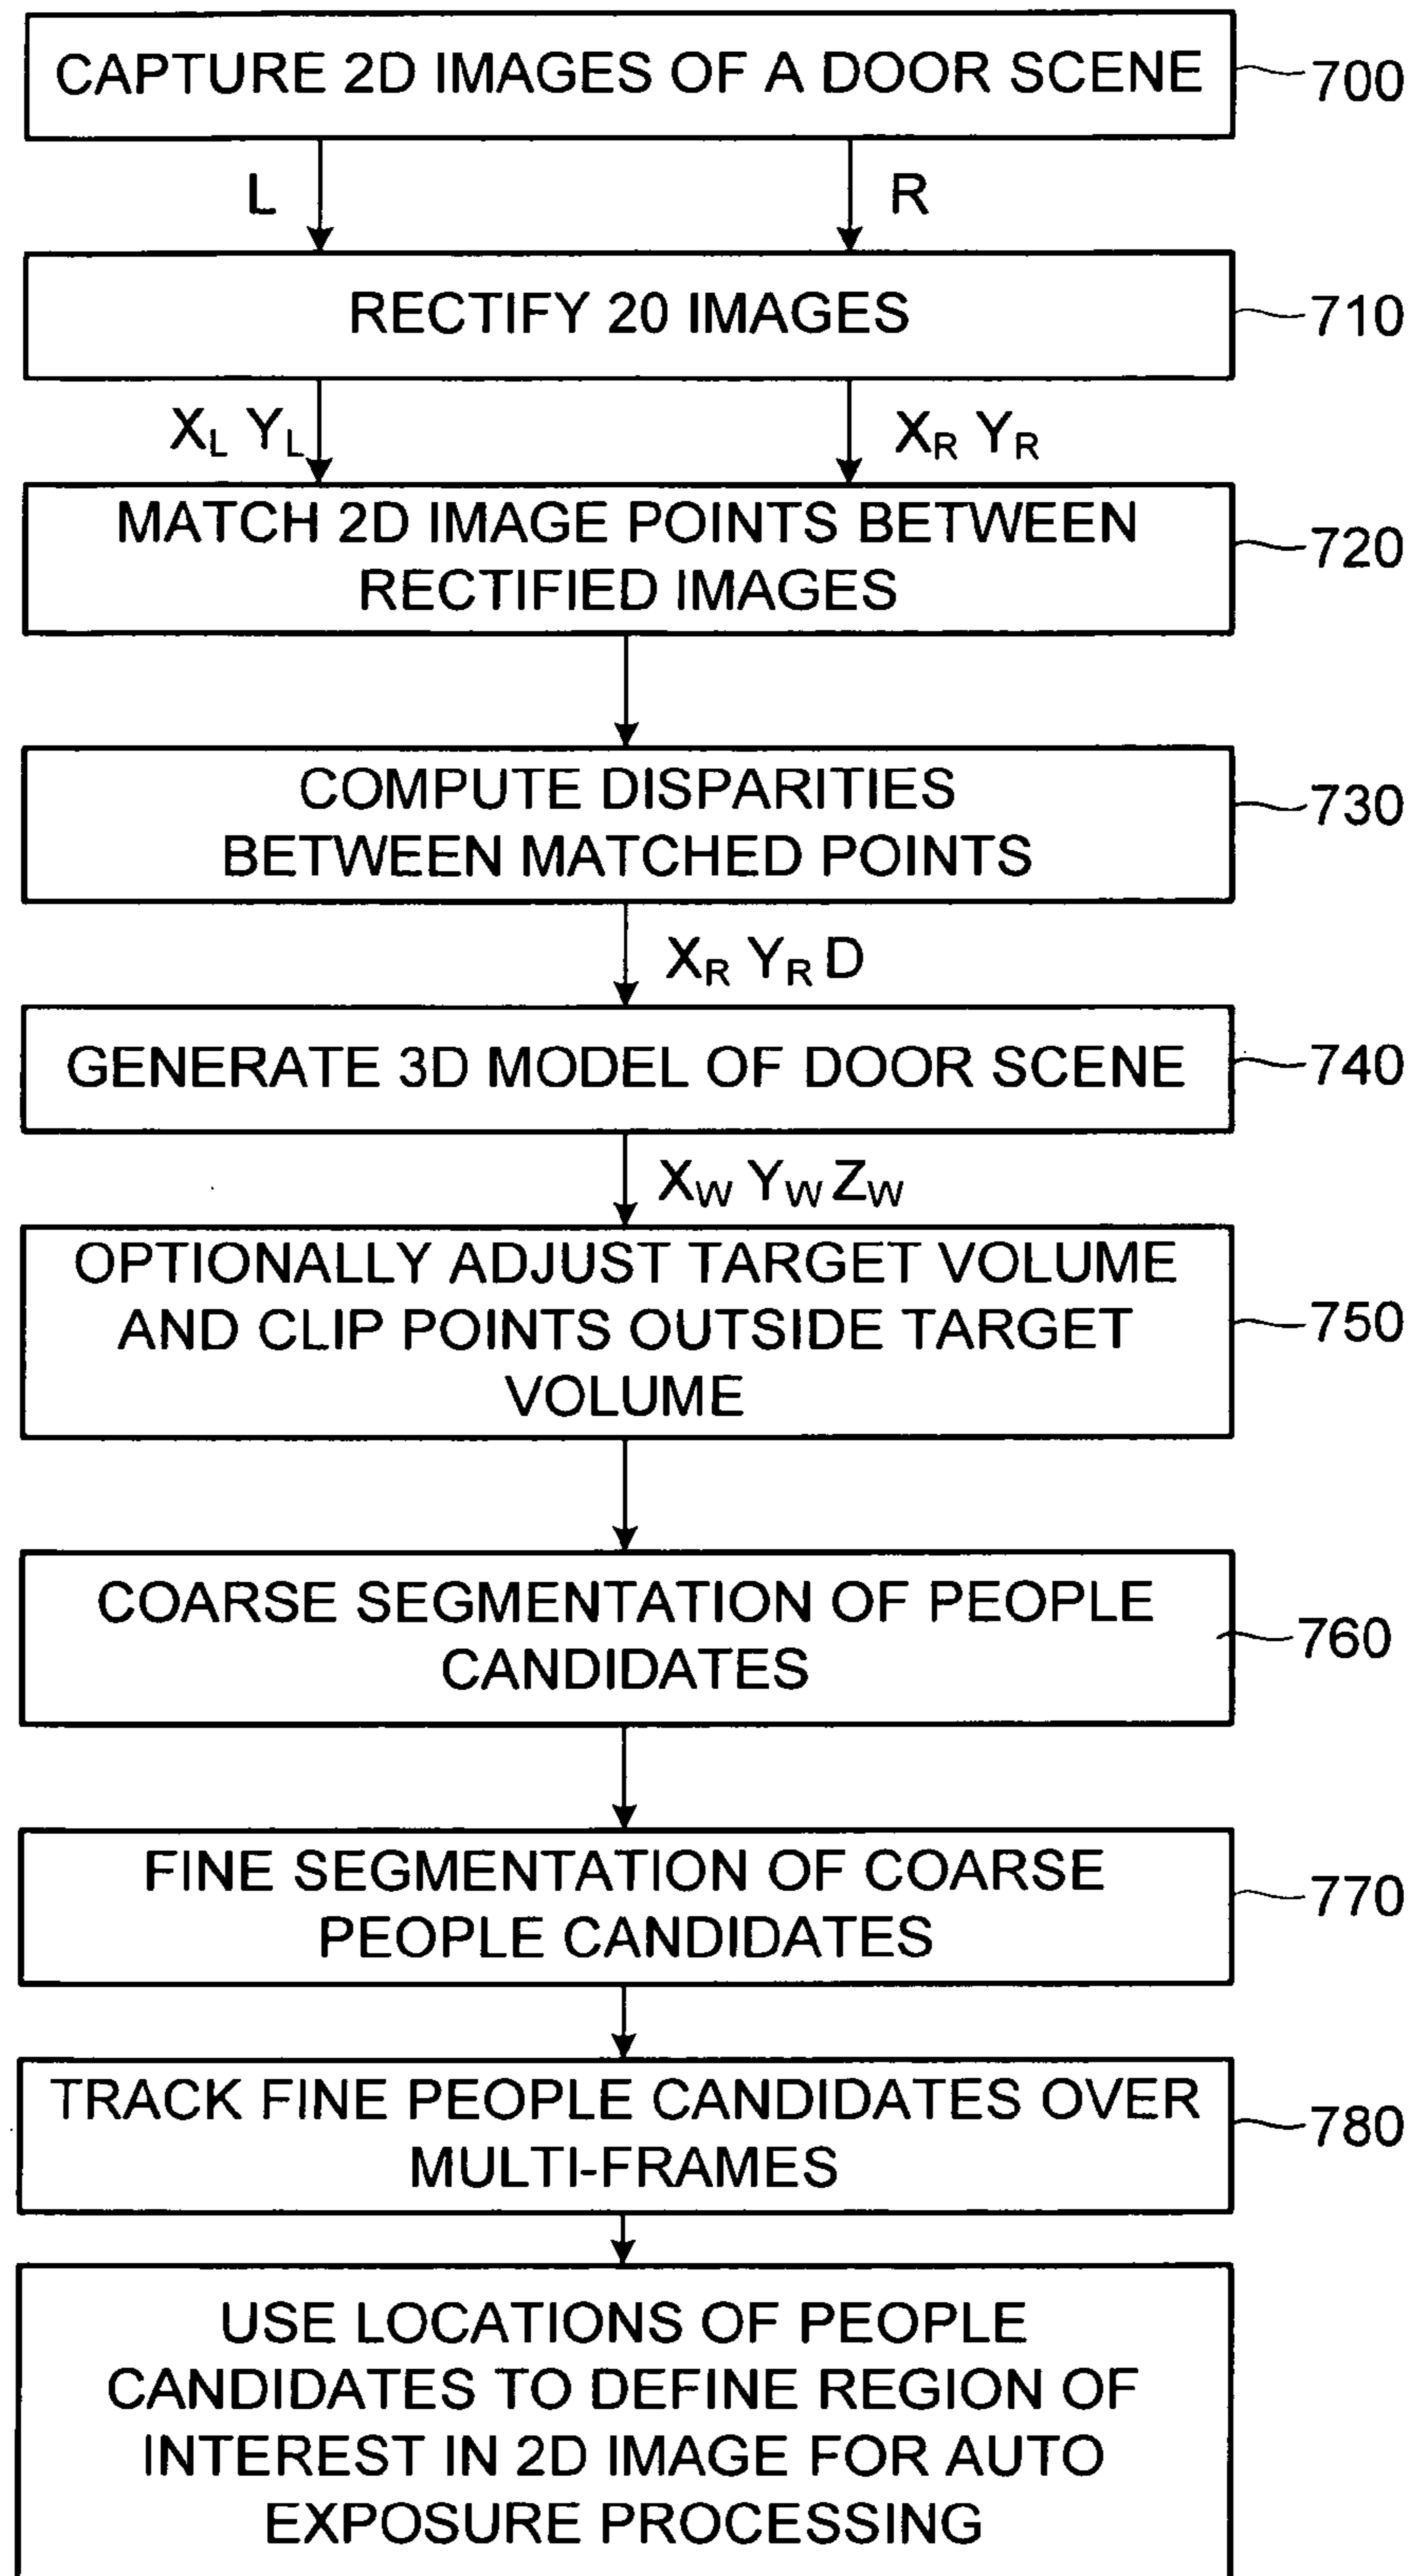 CAPTURE 2D IMAGES OF A DOOR SCENE
700
L
R
RECTIFY 20 IMAGES
710
XL YL
XR YR
MATCH 2D IMAGE POINTS BETWEEN
RECTIFIED IMAGES
720
COMPUTE DISPARITIES
BETWEEN MATCHED POINTS
730
XR YR D
GENERATE 3D MODEL OF DOOR SCENE
740
XW YW ZW
OPTIONALLY ADJUST TARGET VOLUME
AND CLIP POINTS OUTSIDE TARGET
VOLUME
750
COARSE SEGMENTATION OF PEOPLE
CANDIDATES
760
FINE SEGMENTATION OF COARSE
PEOPLE CANDIDATES
770
TRACK FINE PEOPLE CANDIDATES OVER
MULTI-FRAMES
780
USE LOCATIONS OF PEOPLE
CANDIDATES TO DEFINE REGION OF
INTEREST IN 2D IMAGE FOR AUTO
EXPOSURE PROCESSING